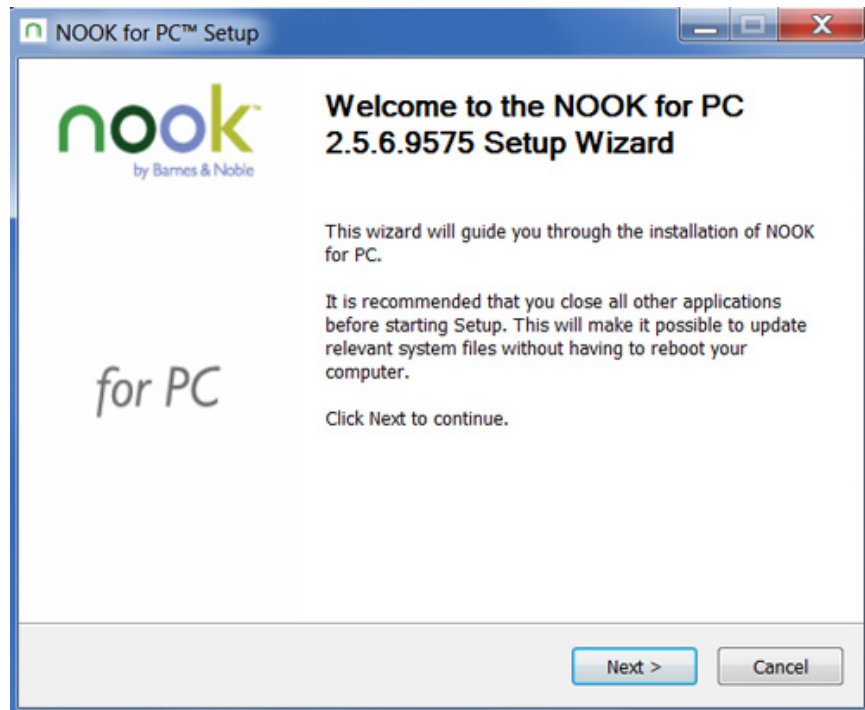 NOOK for PC™ Setup
nook™
by Barnes & Noble
for PC
Welcome to the NOOK for PC
2.5.6.9575 Setup Wizard
This wizard will guide you through the installation of NOOK
for PC.
It is recommended that you close all other applications
before starting Setup. This will make it possible to update
relevant system files without having to reboot your
computer.
Click Next to continue.
Next >
Cancel